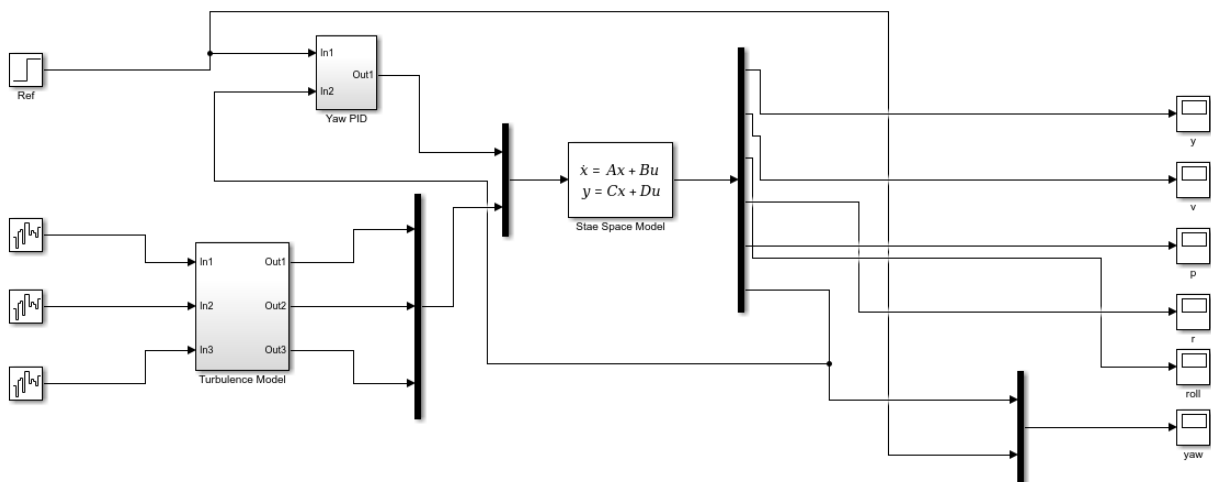 Ref
In1
In2
Out1
Yaw PID
In1
In2
In3
Out1
Out2
Out3
Turbulence Model
ẋ = Ax + Bu
y = Cx + Du
Stae Space Model
y
v
p
r
roll
yaw